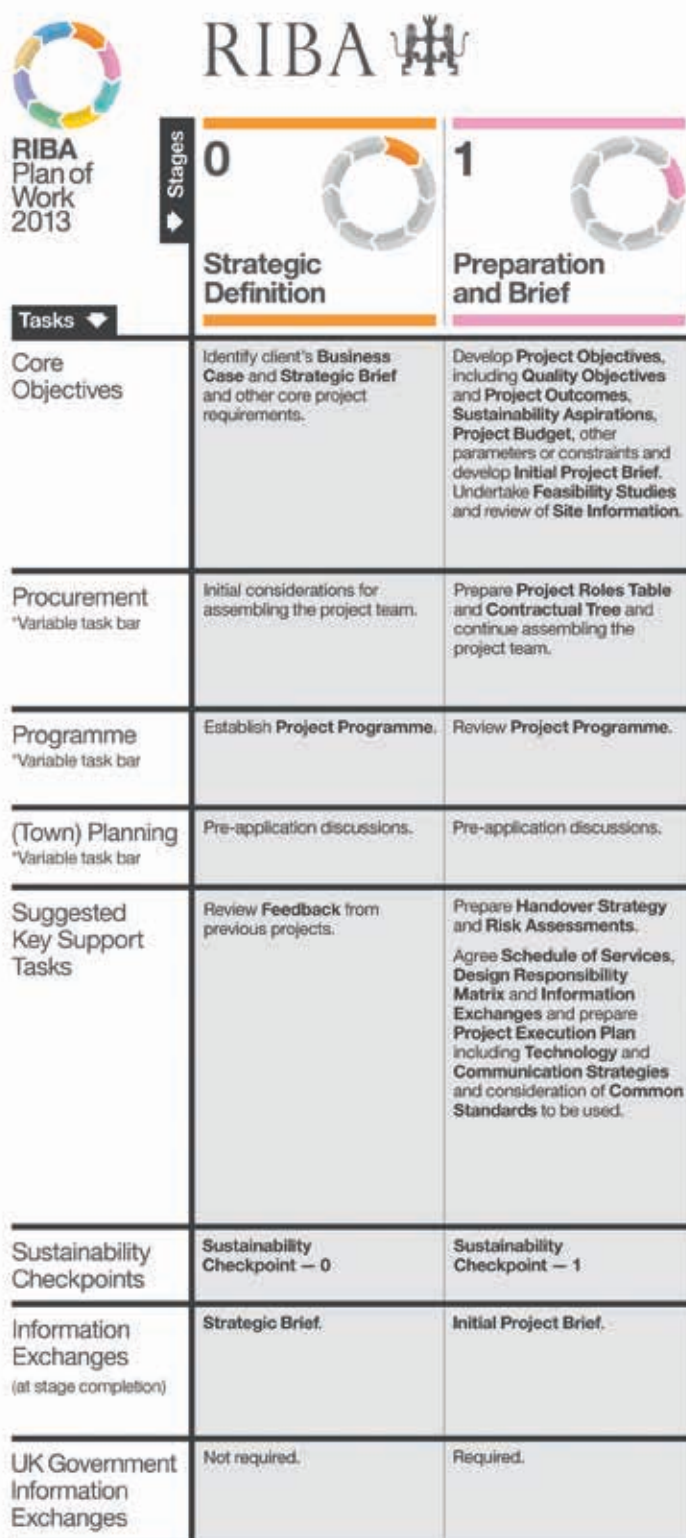 RIBA
RIBA
Plan of
Work
2013
Stages
Tasks
0
Strategic
Definition
1
Preparation
and Brief
Core
Objectives
Identify client's Business
Case and Strategic Brief
and other core project
requirements.
Develop Project Objectives,
including Quality Objectives
and Project Outcomes,
Sustainability Aspirations,
Project Budget, other
parameters or constraints and
develop Initial Project Brief.
Undertake Feasibility Studies
and review of Site Information.
Procurement
*Variable task bar
Initial considerations for
assembling the project team.
Prepare Project Roles Table
and Contractual Tree and
continue assembling the
project team.
Programme
*Variable task bar
Establish Project Programme.
Review Project Programme.
(Town) Planning
*Variable task bar
Pre-application discussions.
Pre-application discussions.
Suggested
Key Support
Tasks
Review Feedback from
previous projects.
Prepare Handover Strategy
and Risk Assessments.
Agree Schedule of Services,
Design Responsibility
Matrix and Information
Exchanges and prepare
Project Execution Plan
including Technology and
Communication Strategies
and consideration of Common
Standards to be used.
Sustainability
Checkpoints
Sustainability
Checkpoint — 0
Sustainability
Checkpoint — 1
Information
Exchanges
(at stage completion)
Strategic Brief.
Initial Project Brief.
UK Government
Information
Exchanges
Not required.
Required.